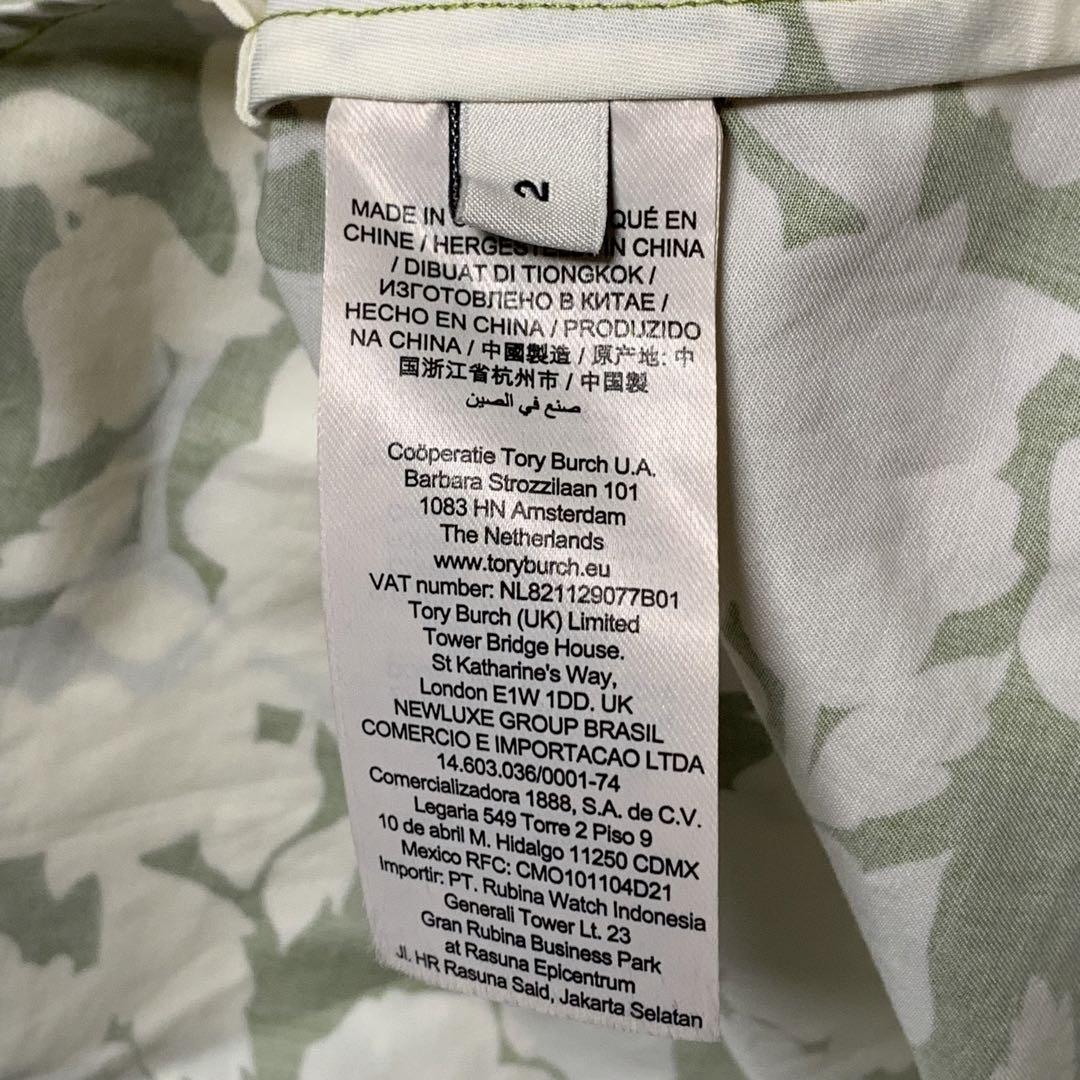 2
MADE IN QUÉ EN
CHINE / IN CHINA
/ DIBUAT DI TIONGKOK /
ИЗГОТОВЛЕНО В КИТАЕ /
HECHO EN CHINA / PRODUZIDO
NA CHINA / 中國製造 / 原产地: 中
国浙江省杭州市 / 中国製
صنع في الصين
Coöperatie Tory Burch U.A.
Barbara Strozzilaan 101
1083 HN Amsterdam
The Netherlands
www.toryburch.eu
VAT number: NL821129077B01
Tory Burch (UK) Limited
Tower Bridge House.
St Katharine's Way,
London E1W 1DD. UK
NEWLUXE GROUP BRASIL
COMERCIO E IMPORTACAO LTDA
14.603.036/0001-74
Comercializadora 1888, S.A. de C.V.
Legaria 549 Torre 2 Piso 9
10 de abril M. Hidalgo 11250 CDMX
Mexico RFC: CMO101104D21
Importir: PT. Rubina Watch Indonesia
Generali Tower Lt. 23
Gran Rubina Business Park
at Rasuna Epicentrum
Jl. HR Rasuna Said, Jakarta Selatan